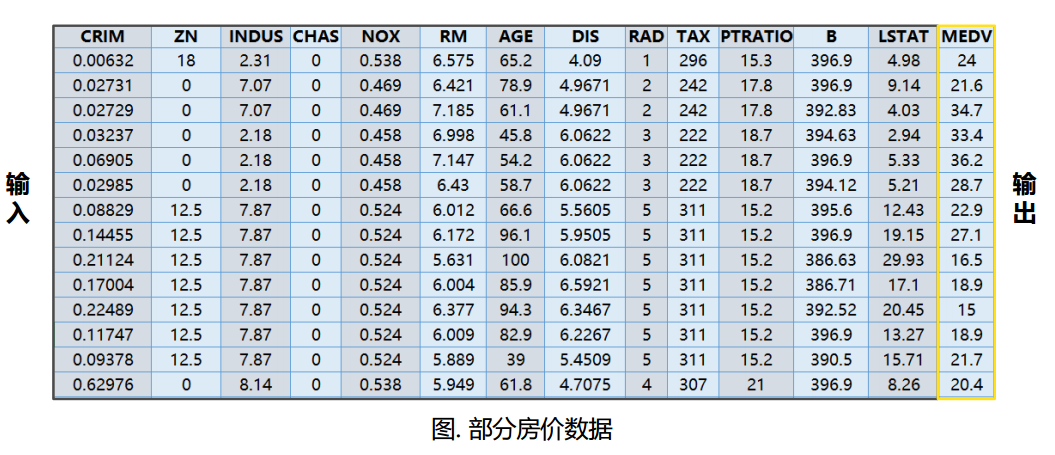 CRIM ZN INDUS CHAS NOX RM AGE DIS RAD TAX PTRATIO B LSTAT MEDV
0.00632 18 2.31 0 0.538 6.575 65.2 4.09 1 296 15.3 396.9 4.98 24
0.02731 0 7.07 0 0.469 6.421 78.9 4.9671 2 242 17.8 396.9 9.14 21.6
0.02729 0 7.07 0 0.469 7.185 61.1 4.9671 2 242 17.8 392.83 4.03 34.7
0.03237 0 2.18 0 0.458 6.998 45.8 6.0622 3 222 18.7 394.63 2.94 33.4
0.06905 0 2.18 0 0.458 7.147 54.2 6.0622 3 222 18.7 396.9 5.33 36.2
0.02985 0 2.18 0 0.458 6.43 58.7 6.0622 3 222 18.7 394.12 5.21 28.7
0.08829 12.5 7.87 0 0.524 6.012 66.6 5.5605 5 311 15.2 395.6 12.43 22.9
0.14455 12.5 7.87 0 0.524 6.172 96.1 5.9505 5 311 15.2 396.9 19.15 27.1
0.21124 12.5 7.87 0 0.524 5.631 100 6.0821 5 311 15.2 386.63 29.93 16.5
0.17004 12.5 7.87 0 0.524 6.004 85.9 6.5921 5 311 15.2 386.71 17.1 18.9
0.22489 12.5 7.87 0 0.524 6.377 94.3 6.3467 5 311 15.2 392.52 20.45 15
0.11747 12.5 7.87 0 0.524 6.009 82.9 6.2267 5 311 15.2 396.9 13.27 18.9
0.09378 12.5 7.87 0 0.524 5.889 39 5.4509 5 311 15.2 390.5 15.71 21.7
0.62976 0 8.14 0 0.538 5.949 61.8 4.7075 4 307 21 396.9 8.26 20.4
输入
输出
图. 部分房价数据